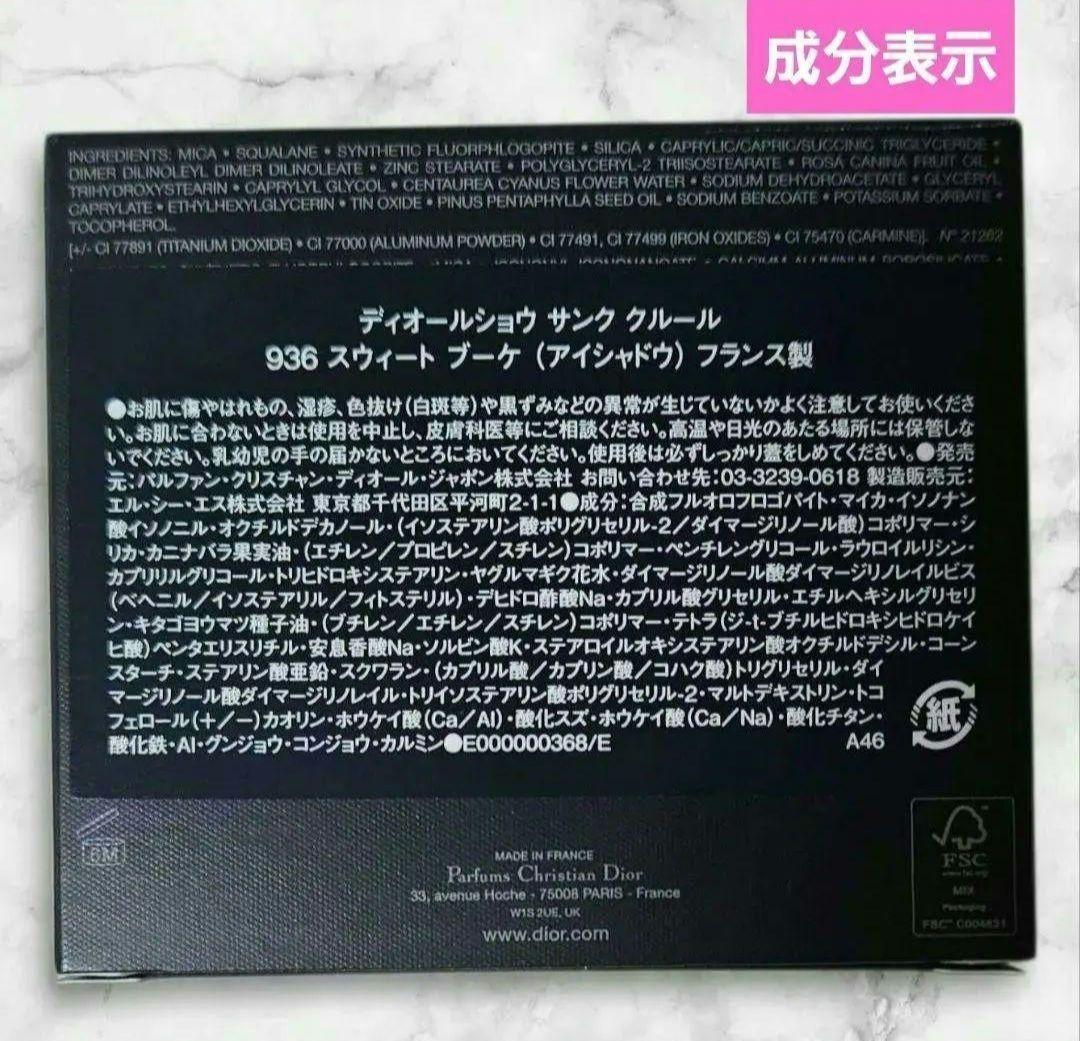 成分表示
INGREDIENTS: MICA • SQUALANE • SYNTHETIC FLUORPHLOGOPITE • SILICA • CAPRYLIC/CAPRIC/SUCCINIC TRIGLYCERIDE •
DIMER DILINOLEYL DIMER DILINOLEATE • ZINC STEARATE • POLYGLYCERYL-2 TRIISOSTEARATE • ROSA CANINA FRUIT OIL •
TRIHYDROXYSTEARIN • CAPRYLYL GLYCOL • CENTAUREA CYANUS FLOWER WATER • SODIUM DEHYDROACETATE • GLYCERYL
CAPRYLATE • ETHYLHEXYLGLYCERIN • TIN OXIDE • PINUS PENTAPHYLLA SEED OIL • SODIUM BENZOATE • POTASSIUM SORBATE •
TOCOPHEROL.
[+/- CI 77891 (TITANIUM DIOXIDE) • CI 77000 (ALUMINUM POWDER) • CI 77491, CI 77499 (IRON OXIDES) • CI 75470 (CARMINE)]. N° 21262
ディオールショウ サンク クルール
936 スウィート ブーケ（アイシャドウ）フランス製
●お肌に傷やはれもの、湿疹、色抜け（白斑等）や黒ずみなどの異常が生じていないかよく注意してお使いくださ
い。お肌に合わないときは使用を中止し、皮膚科医等にご相談ください。高温や日光のあたる場所には保管しな
いでください。乳幼児の手の届かないところにおいてください。使用後は必ずしっかり蓋をしめてください。●発売
元：パルファン・クリスチャン・ディオール・ジャポン株式会社 お問い合わせ先：03-3239-0618 製造販売元：
エル・シー・エス株式会社 東京都千代田区平河町2-1-1●成分：合成フルオロフロゴパイト・マイカ・イソノナン
酸イソノニル・オクチルドデカノール・（イソステアリン酸ポリグリセリル-2／ダイマージリノール酸）コポリマー・シ
リカ・カニナバラ果実油・（エチレン／プロピレン／スチレン）コポリマー・ペンチレングリコール・ラウロイルリシン・
カプリリルグリコール・トリヒドロキシステアリン・ヤグルマギク花水・ダイマージリノール酸ダイマージリノレイルビス
（ベヘニル／イソステアリル／フィトステリル）・デヒドロ酢酸Na・カプリル酸グリセリル・エチルヘキシルグリセリ
ン・キタゴヨウマツ種子油・（ブチレン／エチレン／スチレン）コポリマー・テトラ（ジ-t-ブチルヒドロキシヒドロケイ
ヒ酸）ペンタエリスリチル・安息香酸Na・ソルビン酸K・ステアロイルオキシステアリン酸オクチルドデシル・コーン
スターチ・ステアリン酸亜鉛・スクワラン・（カプリル酸／カプリン酸／コハク酸）トリグリセリル・ダイ
マージリノール酸ダイマージリノレイル・トリイソステアリン酸ポリグリセリル-2・マルトデキストリン・トコ
フェロール（＋／−）カオリン・ホウケイ酸（Ca／Al）・酸化スズ・ホウケイ酸（Ca／Na）・酸化チタン・
酸化鉄・Al・グンジョウ・コンジョウ・カルミン●E000000368/E
A46
紙
6M
MADE IN FRANCE
Parfums Christian Dior
33, avenue Hoche - 75008 PARIS - France
W1S 2UE, UK
www.dior.com
FSC
www.fsc.org
MIX
Packaging
FSC™ C004631